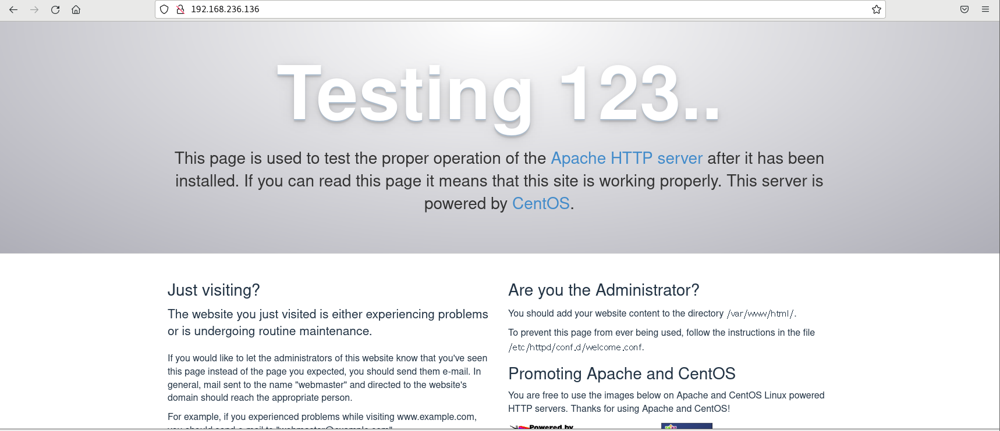 192.168.236.136
Testing 123..
This page is used to test the proper operation of the Apache HTTP server after it has been
installed. If you can read this page it means that this site is working properly. This server is
powered by CentOS.
Just visiting?
The website you just visited is either experiencing problems
or is undergoing routine maintenance.
If you would like to let the administrators of this website know that you've seen
this page instead of the page you expected, you should send them e-mail. In
general, mail sent to the name "webmaster" and directed to the website's
domain should reach the appropriate person.
For example, if you experienced problems while visiting www.example.com,
you should send e-mail to "webmaster@example.com".
Are you the Administrator?
You should add your website content to the directory /var/www/html/.
To prevent this page from ever being used, follow the instructions in the file
/etc/httpd/conf.d/welcome.conf.
Promoting Apache and CentOS
You are free to use the images below on Apache and CentOS Linux powered
HTTP servers. Thanks for using Apache and CentOS!
Powered by